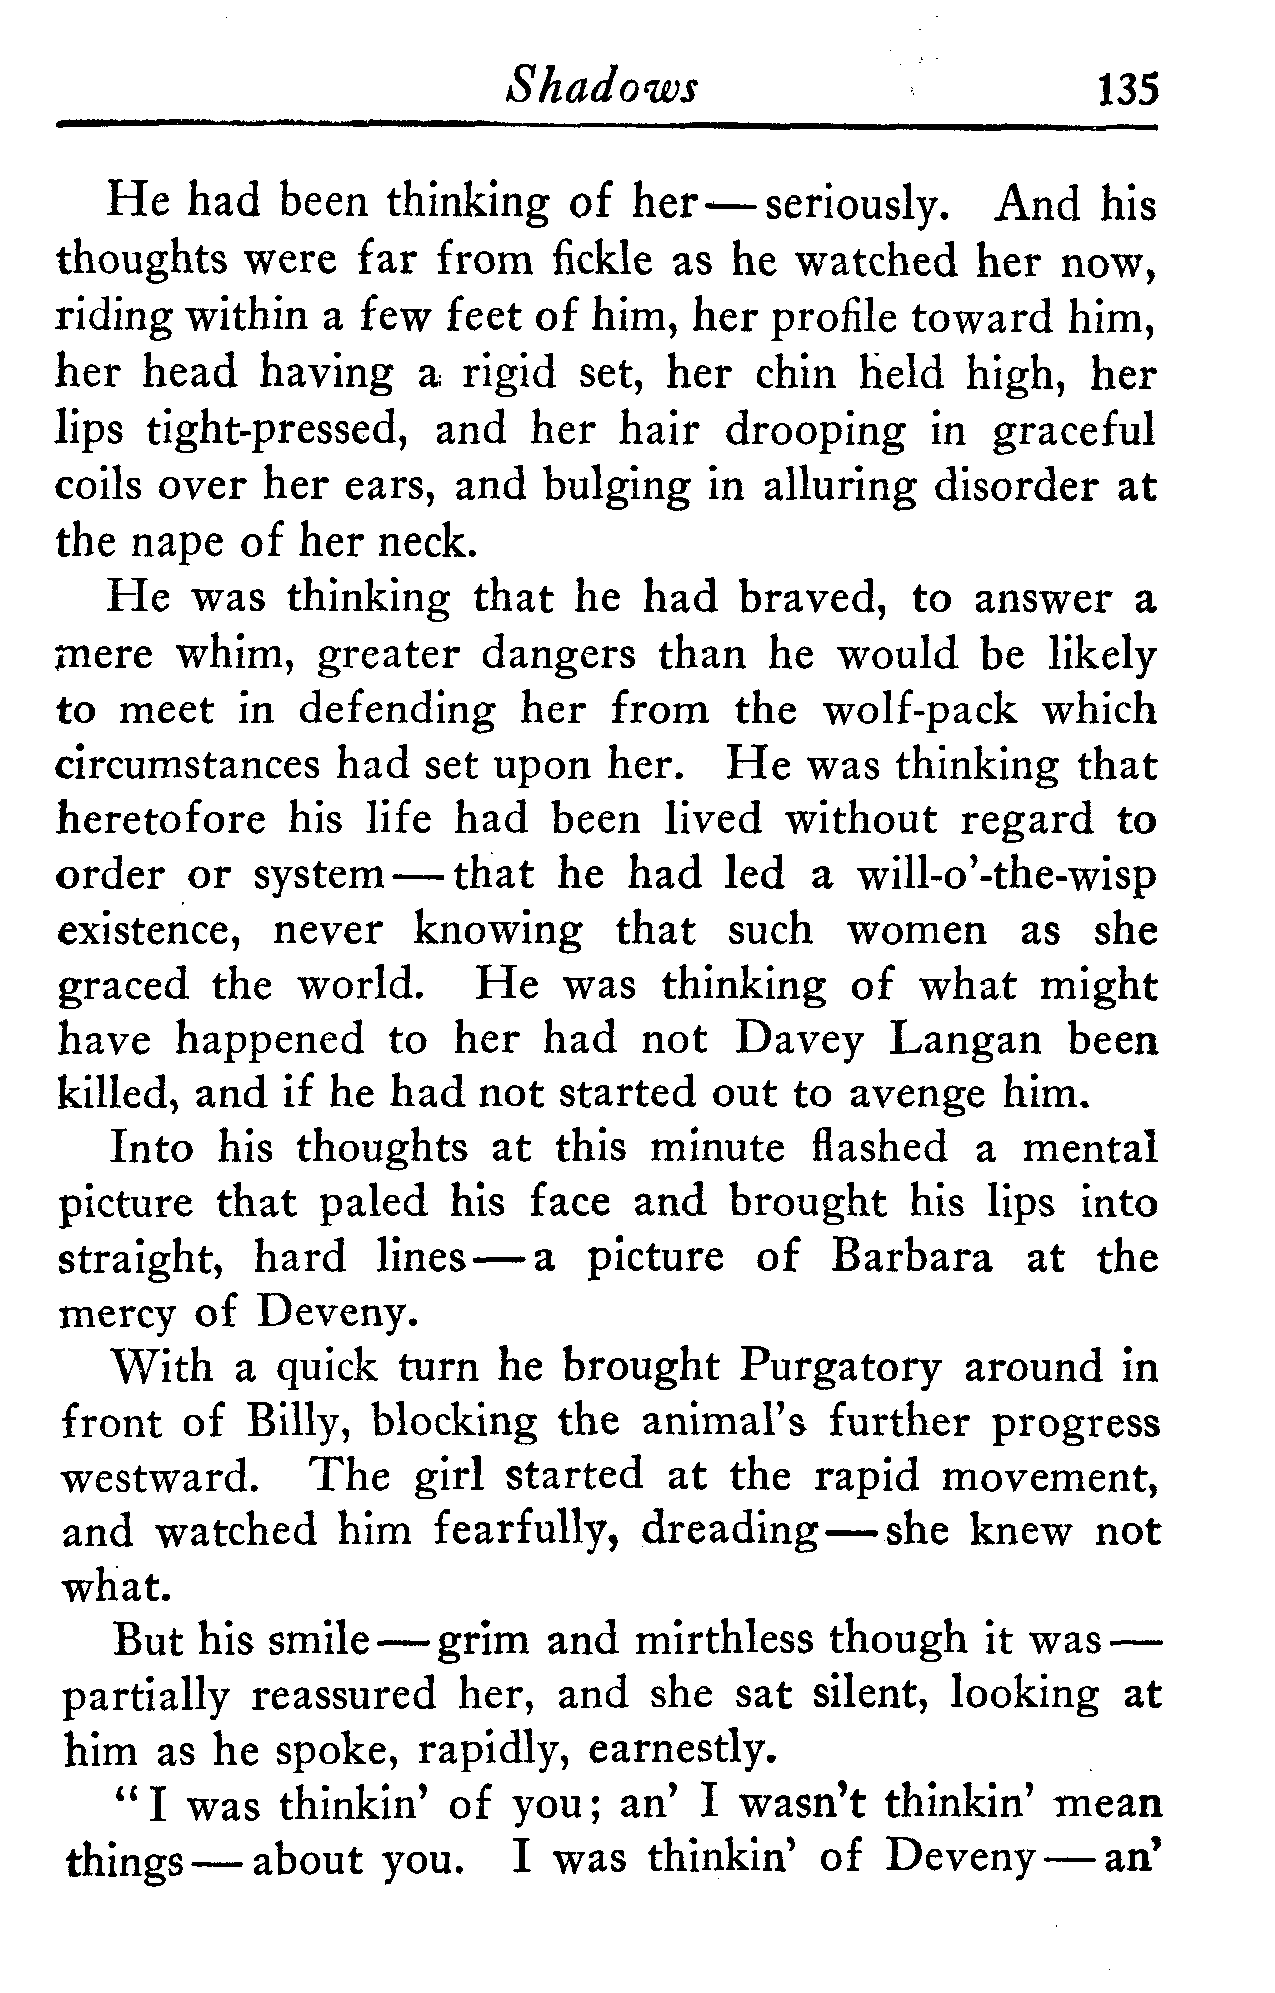 Shadows 135
He had been thinking of her—seriously. And his
thoughts were far from fickle as he watched her now,
riding within a few feet of him, her profile toward him,
her head having a rigid set, her chin held high, her
lips tight-pressed, and her hair drooping in graceful
coils over her ears, and bulging in alluring disorder at
the nape of her neck.
He was thinking that he had braved, to answer a
mere whim, greater dangers than he would be likely
to meet in defending her from the wolf-pack which
circumstances had set upon her. He was thinking that
heretofore his life had been lived without regard to
order or system—that he had led a will-o'-the-wisp
existence, never knowing that such women as she
graced the world. He was thinking of what might
have happened to her had not Davey Langan been
killed, and if he had not started out to avenge him.
Into his thoughts at this minute flashed a mental
picture that paled his face and brought his lips into
straight, hard lines—a picture of Barbara at the
mercy of Deveny.
With a quick turn he brought Purgatory around in
front of Billy, blocking the animal's further progress
westward. The girl started at the rapid movement,
and watched him fearfully, dreading—she knew not
what.
But his smile—grim and mirthless though it was—
partially reassured her, and she sat silent, looking at
him as he spoke, rapidly, earnestly.
"I was thinkin' of you; an' I wasn't thinkin' mean
things—about you. I was thinkin' of Deveny—an'